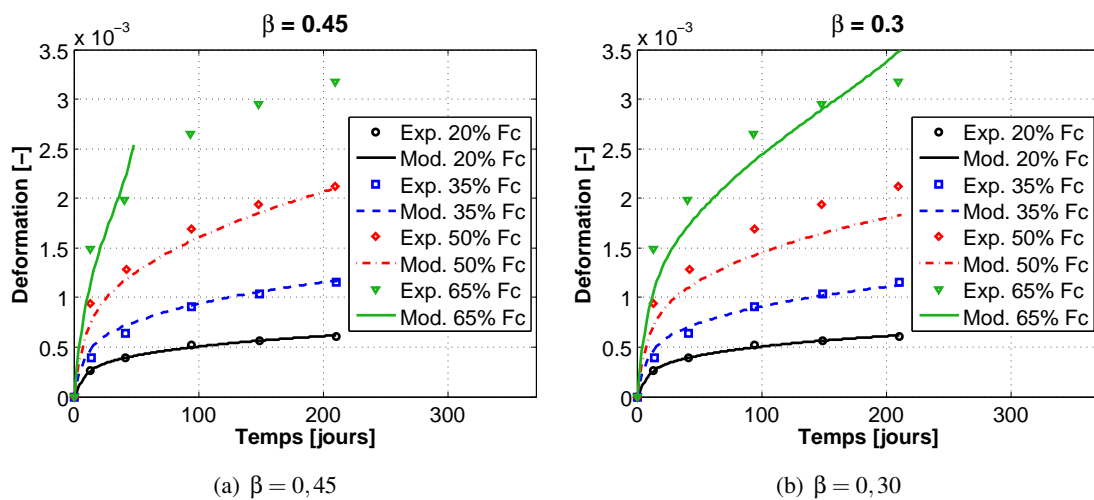 β = 0.45
x 10⁻³
3.5
3
2.5
2
1.5
1
0.5
0
0
100
200
300
Deformation [−]
Temps [jours]
Exp. 20% Fc
Mod. 20% Fc
Exp. 35% Fc
Mod. 35% Fc
Exp. 50% Fc
Mod. 50% Fc
Exp. 65% Fc
Mod. 65% Fc
(a) β = 0,45
β = 0.3
x 10⁻³
3.5
3
2.5
2
1.5
1
0.5
0
0
100
200
300
Deformation [−]
Temps [jours]
Exp. 20% Fc
Mod. 20% Fc
Exp. 35% Fc
Mod. 35% Fc
Exp. 50% Fc
Mod. 50% Fc
Exp. 65% Fc
Mod. 65% Fc
(b) β = 0,30